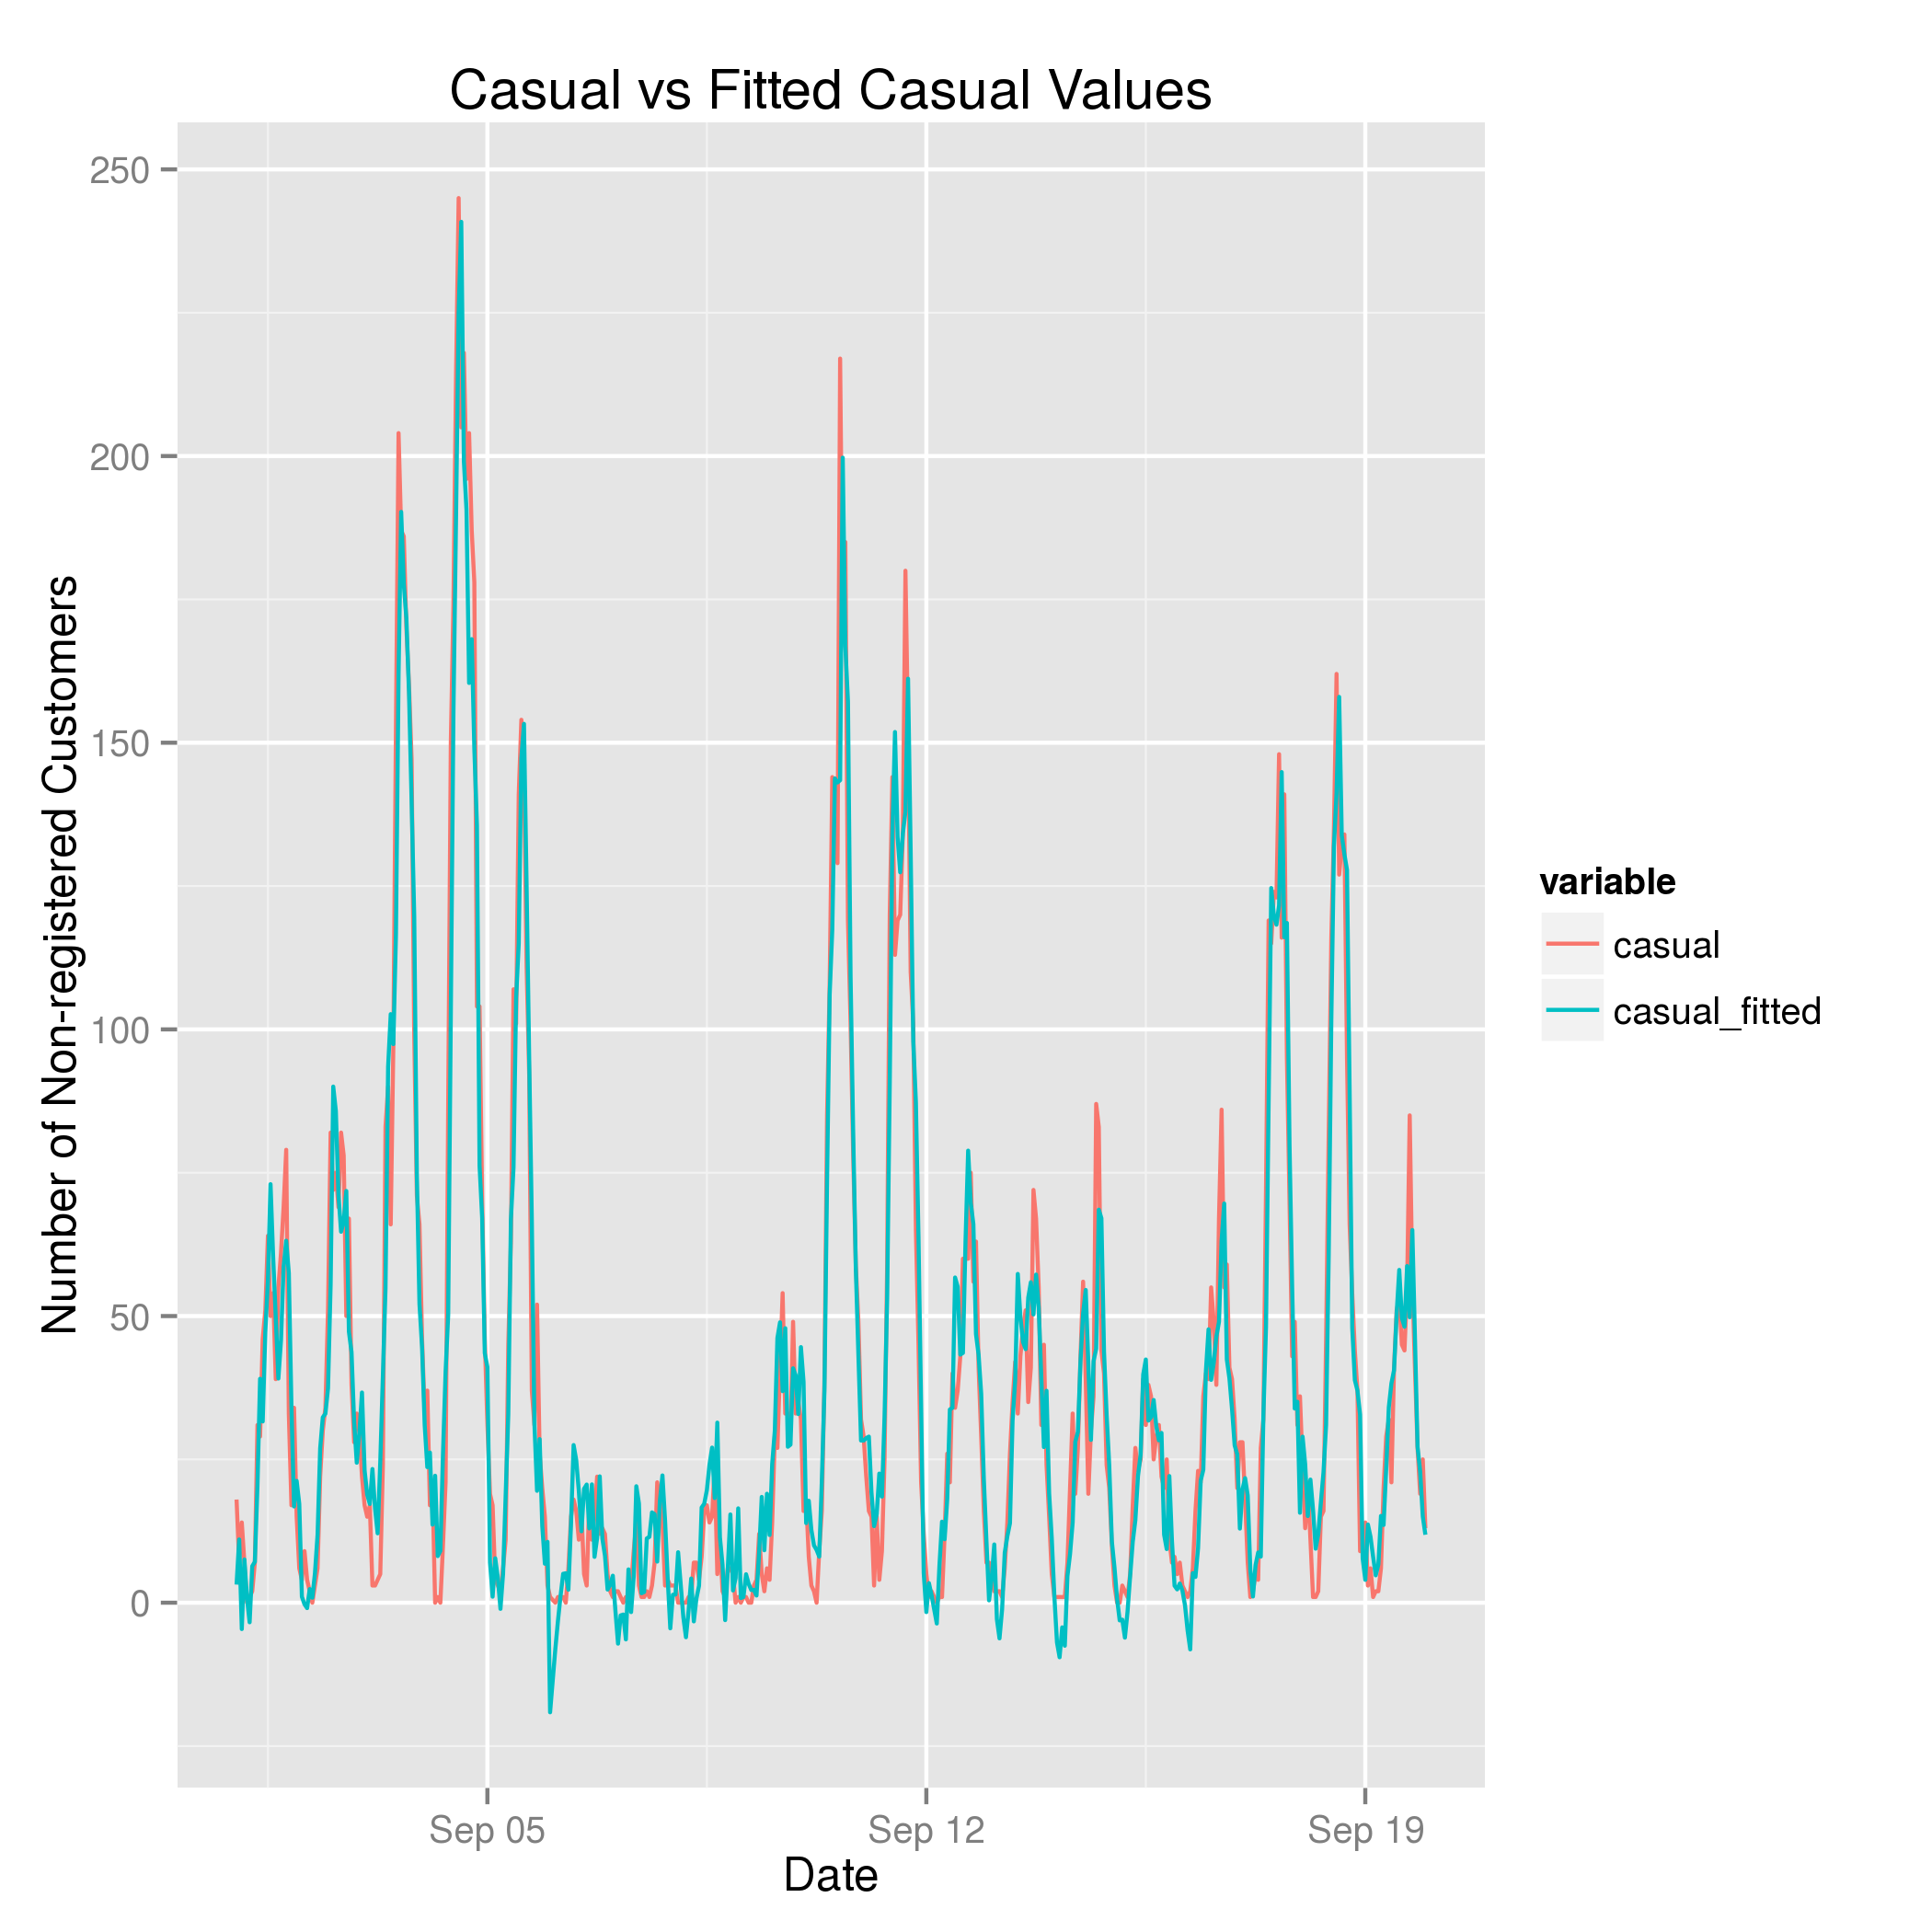 Casual vs Fitted Casual Values
Number of Non-registered Customers
250
200
150
100
50
0
Sep 05
Sep 12
Sep 19
Date
variable
casual
casual_fitted